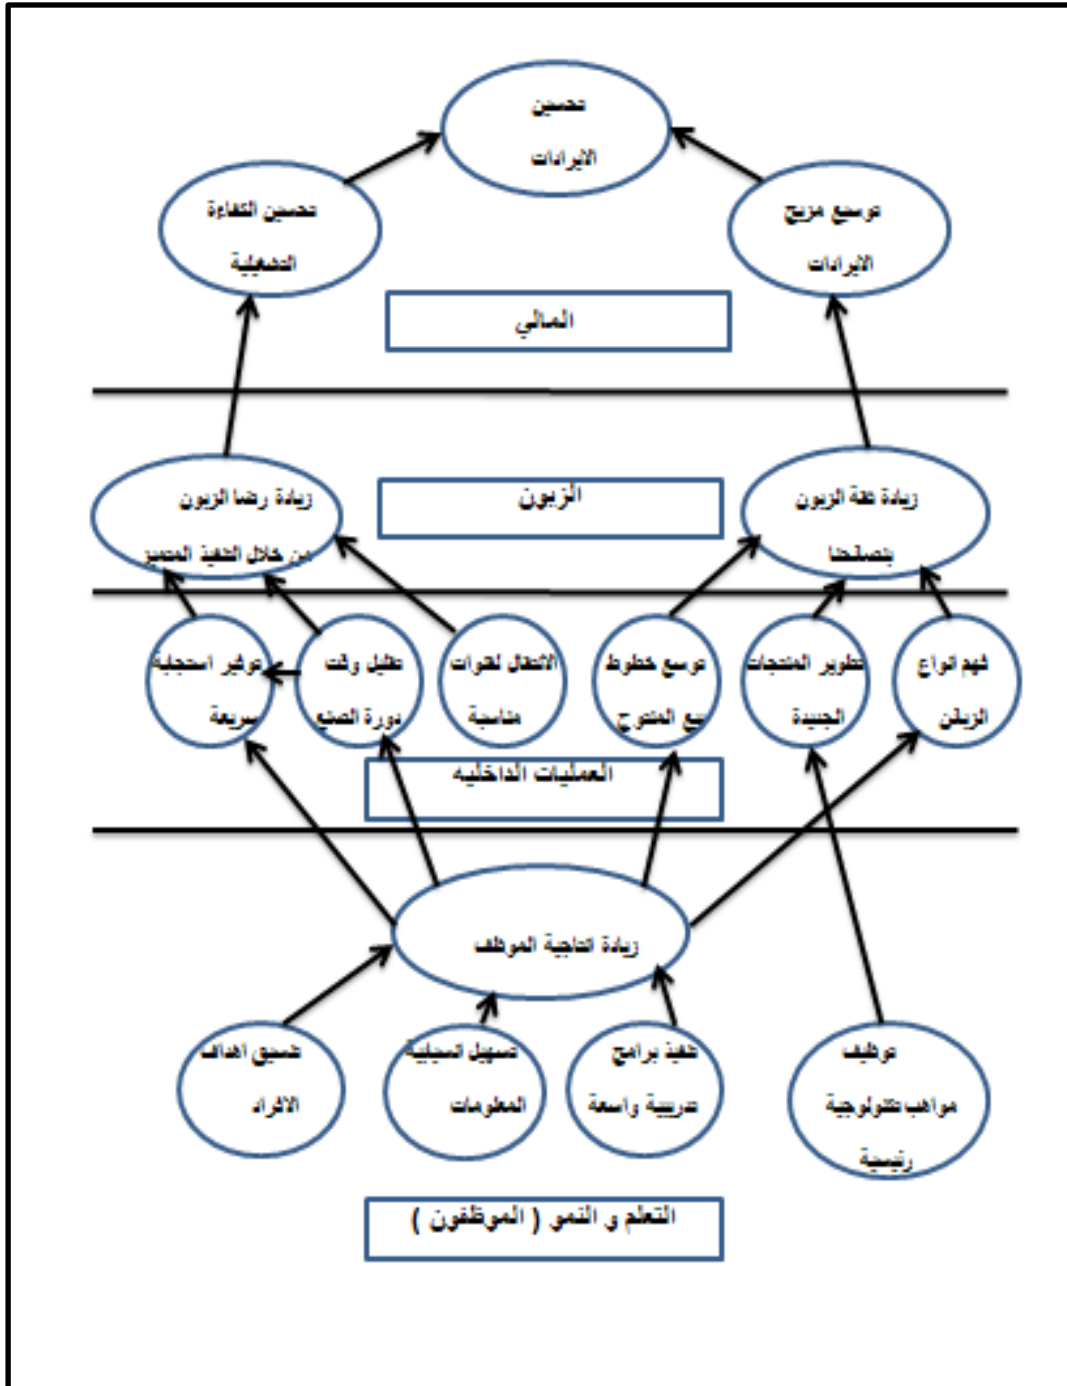 تحسين
الايرادات
توسيع مزيج
الايرادات
تحسين الكفاءة
التشغيلية
المالي
زيادة ثقة الزبون
بنصائحنا
الزبون
زيادة رضا الزبون
من خلال التنفيذ المتميز
فهم انواع
الزبائن
تطوير المنتجات
الجديدة
توسع خطوط
بيع المنتوج
الانتقال لقنوات
مناسبة
تقليل وقت
دورة الصنع
توفير استجابة
سريعة
العمليات الداخليه
زيادة انتاجية الموظف
توظيف
مواهب تكنولوجية
رئيسية
تنفيذ برامج
تدريبية واسعة
تسهيل انسيابية
المعلومات
تنسيق اهداف
الافراد
التعلم و النمو ( الموظفون )